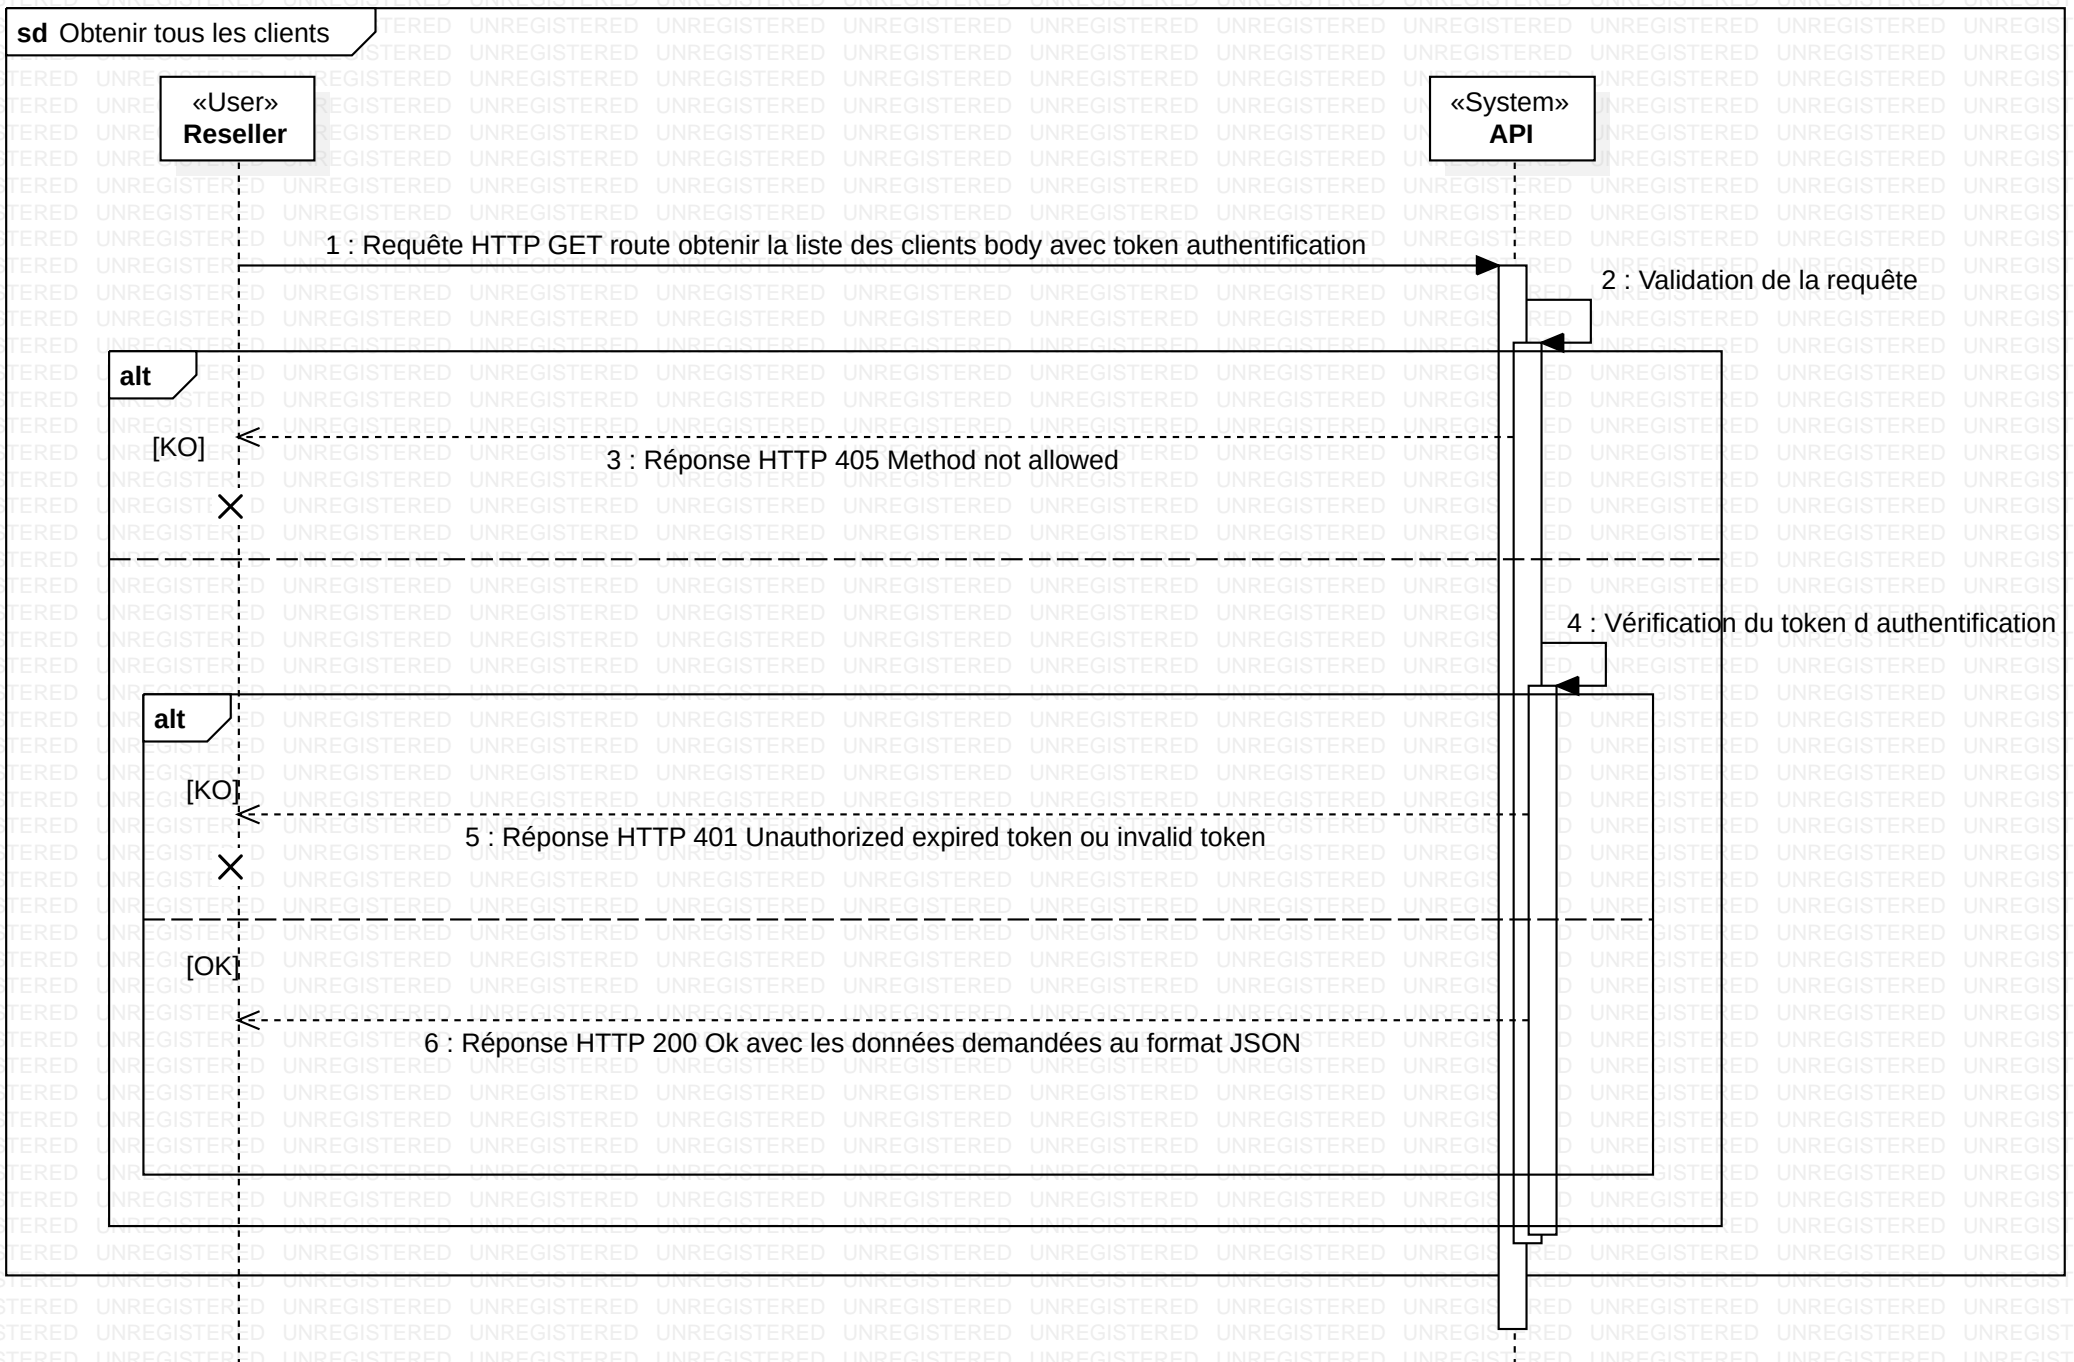 sd Obtenir tous les clients
«User»
Reseller
«System»
API
1 : Requête HTTP GET route obtenir la liste des clients body avec token authentification
2 : Validation de la requête
alt
[KO]
3 : Réponse HTTP 405 Method not allowed
4 : Vérification du token d authentification
alt
[KO]
5 : Réponse HTTP 401 Unauthorized expired token ou invalid token
[OK]
6 : Réponse HTTP 200 Ok avec les données demandées au format JSON
UNREGISTERED